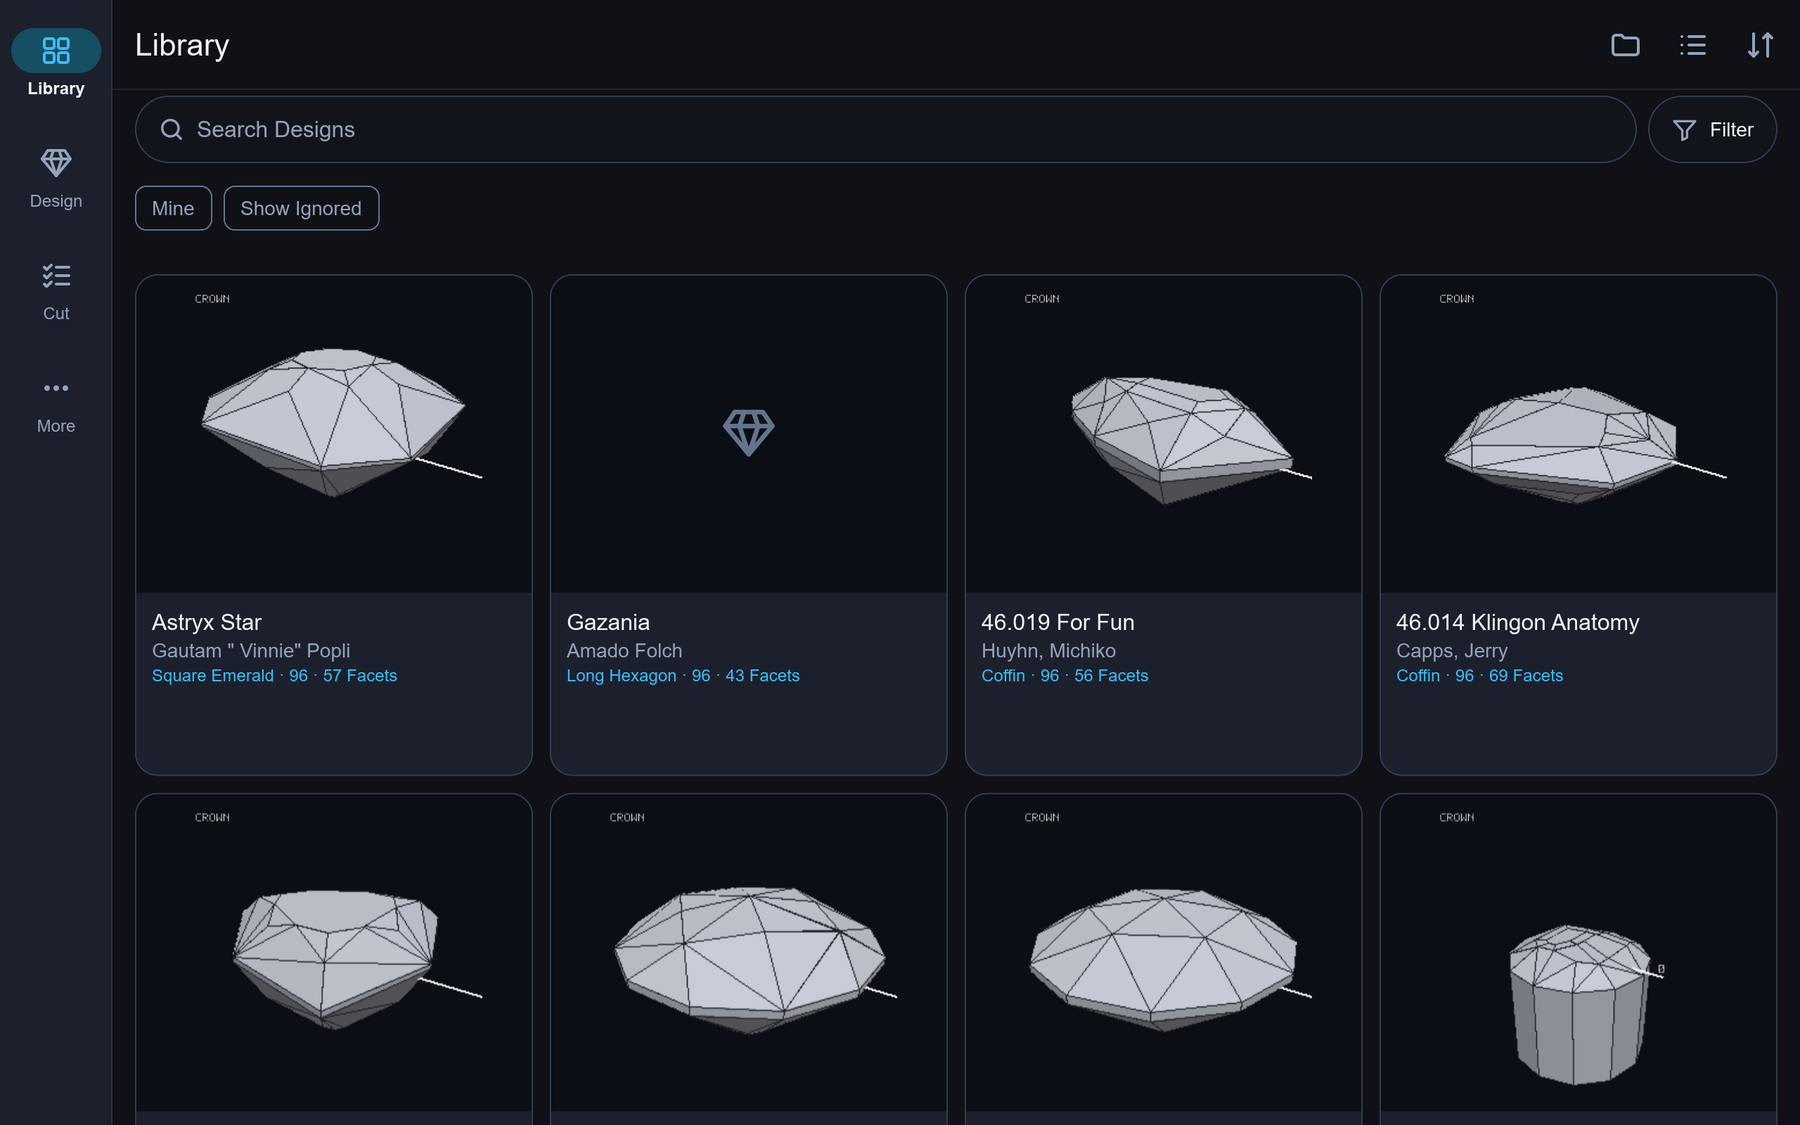 Library
Library
Design
Cut
More
Search Designs
Filter
Mine
Show Ignored
CROWN
Astryx Star
Gautam " Vinnie" Popli
Square Emerald · 96 · 57 Facets
Gazania
Amado Folch
Long Hexagon · 96 · 43 Facets
CROWN
46.019 For Fun
Huyhn, Michiko
Coffin · 96 · 56 Facets
CROWN
46.014 Klingon Anatomy
Capps, Jerry
Coffin · 96 · 69 Facets
CROWN
CROWN
CROWN
CROWN
0